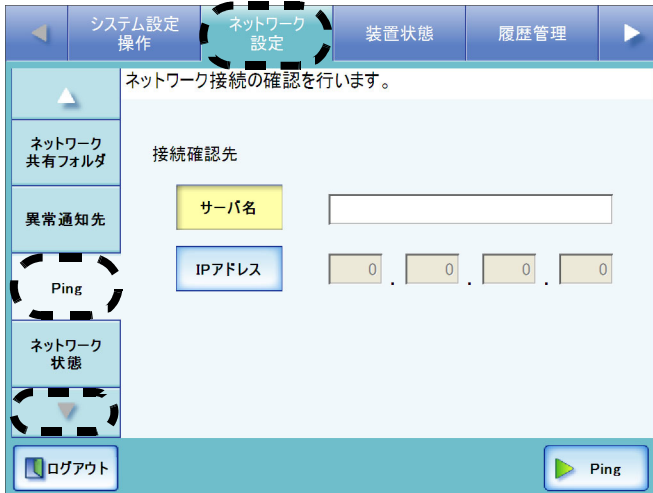 システム設定
操作
ネットワーク
設定
装置状態
履歴管理
ネットワーク接続の確認を行います。
ネットワーク
共有フォルダ
異常通知先
Ping
ネットワーク
状態
接続確認先
サーバ名
IPアドレス
0 . 0 . 0 . 0
ログアウト
Ping